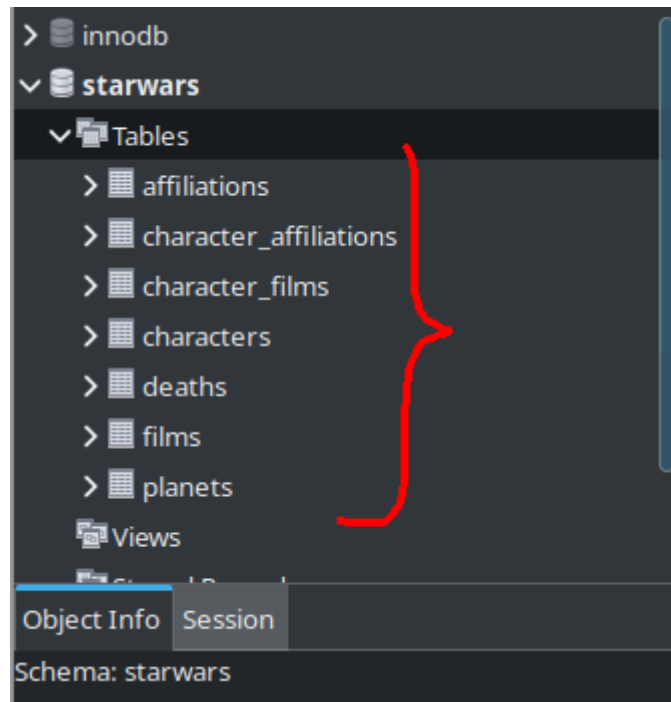 innodb
starwars
Tables
affiliations
character_affiliations
character_films
characters
deaths
films
planets
Views
Object Info Session
Schema: starwars